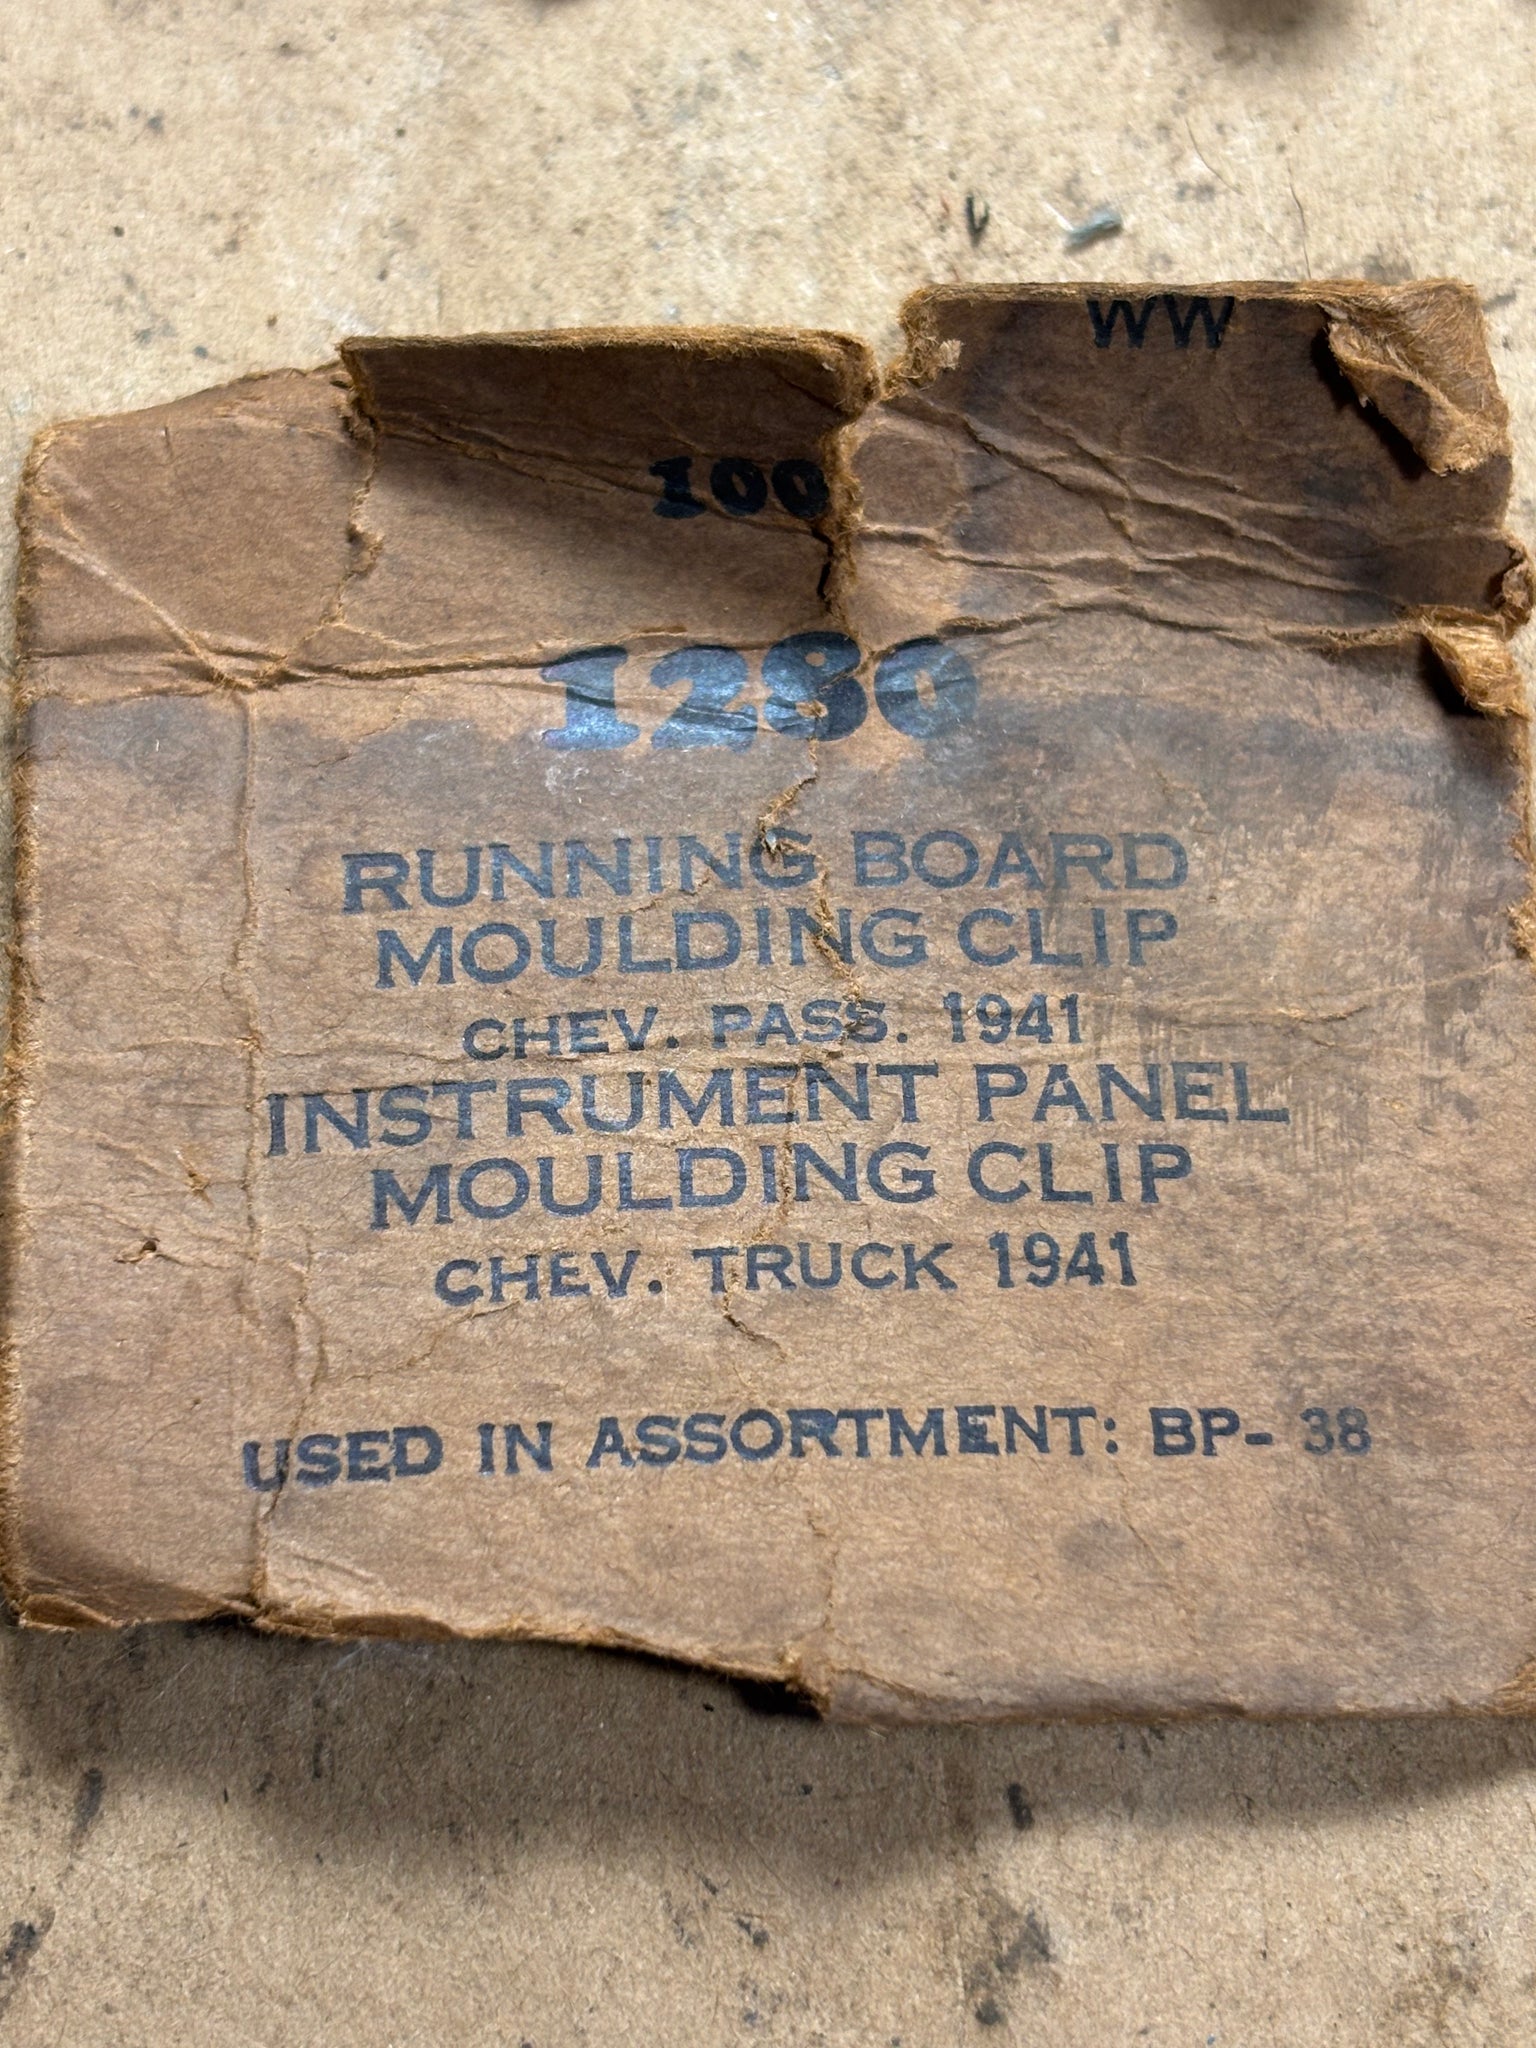 WW
100
1280
RUNNING BOARD
MOULDING CLIP
CHEV. PASS. 1941
INSTRUMENT PANEL
MOULDING CLIP
CHEV. TRUCK 1941
USED IN ASSORTMENT: BP- 38